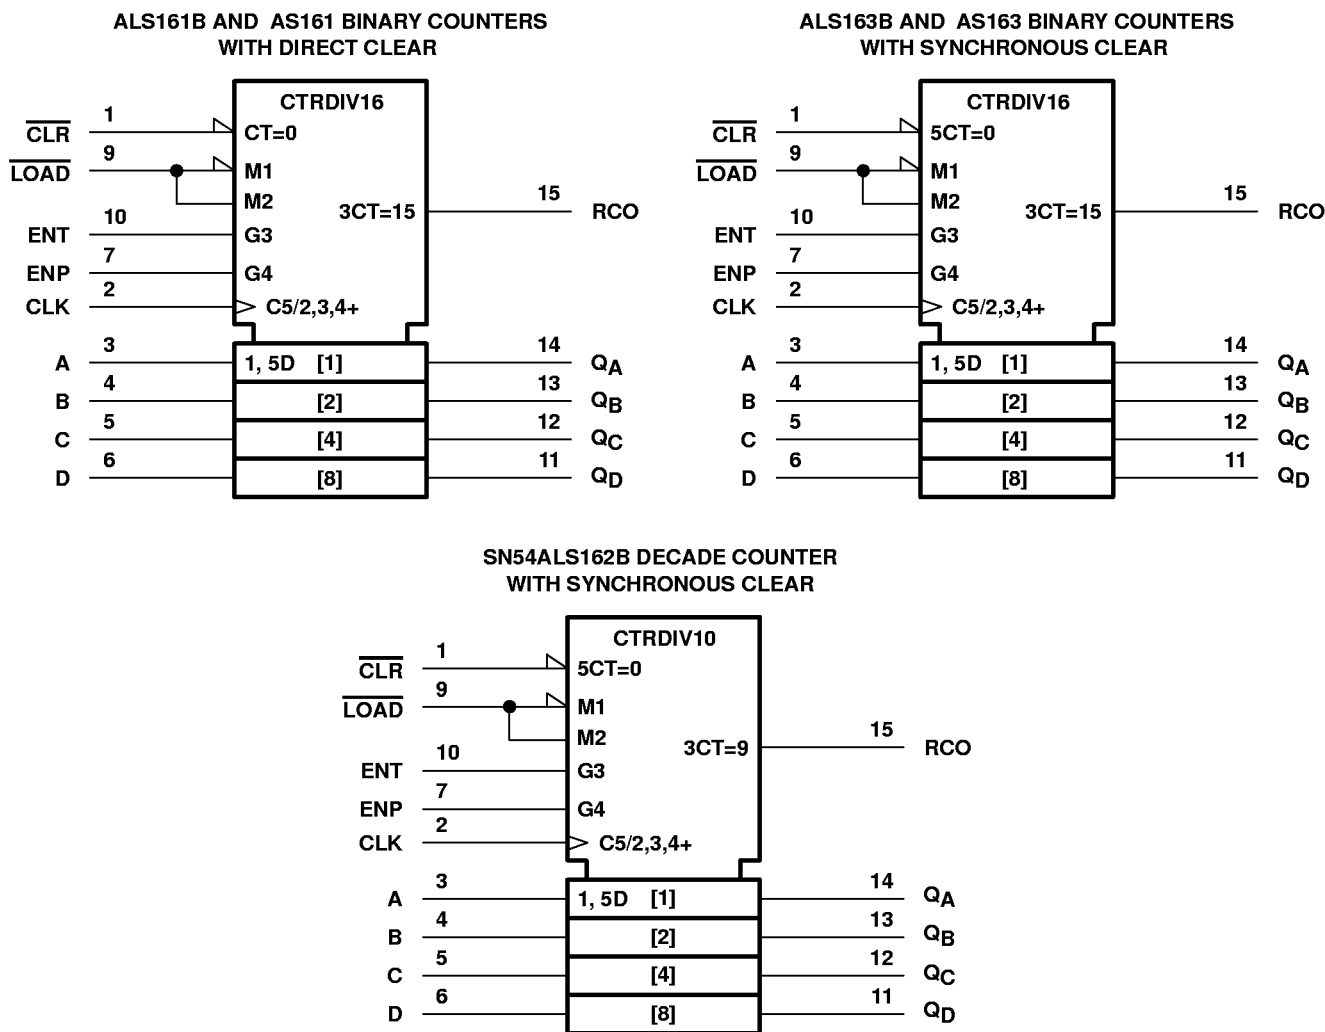 ALS161B AND AS161 BINARY COUNTERS
WITH DIRECT CLEAR
CTRDIV16
CLR
1
CT=0
LOAD
9
M1
M2
3CT=15
15
RCO
ENT
10
G3
ENP
7
G4
CLK
2
C5/2,3,4+
A
3
1, 5D [1]
14
QA
B
4
[2]
13
QB
C
5
[4]
12
QC
D
6
[8]
11
QD
ALS163B AND AS163 BINARY COUNTERS
WITH SYNCHRONOUS CLEAR
CTRDIV16
CLR
1
5CT=0
LOAD
9
M1
M2
3CT=15
15
RCO
ENT
10
G3
ENP
7
G4
CLK
2
C5/2,3,4+
A
3
1, 5D [1]
14
QA
B
4
[2]
13
QB
C
5
[4]
12
QC
D
6
[8]
11
QD
SN54ALS162B DECADE COUNTER
WITH SYNCHRONOUS CLEAR
CTRDIV10
CLR
1
5CT=0
LOAD
9
M1
M2
3CT=9
15
RCO
ENT
10
G3
ENP
7
G4
CLK
2
C5/2,3,4+
A
3
1, 5D [1]
14
QA
B
4
[2]
13
QB
C
5
[4]
12
QC
D
6
[8]
11
QD